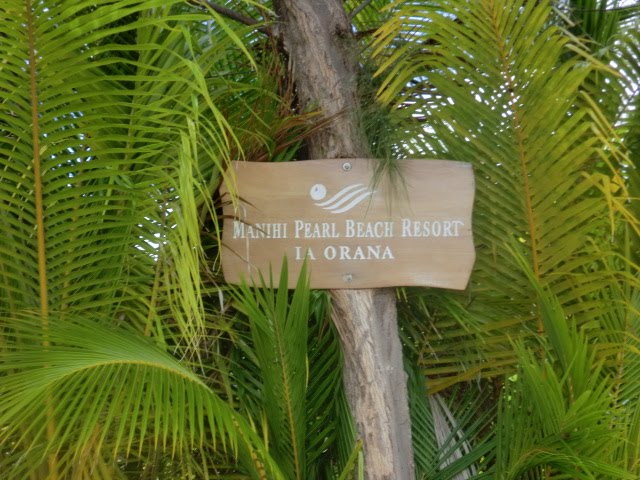 MANIHI PEARL BEACH RESORT
IA ORANA